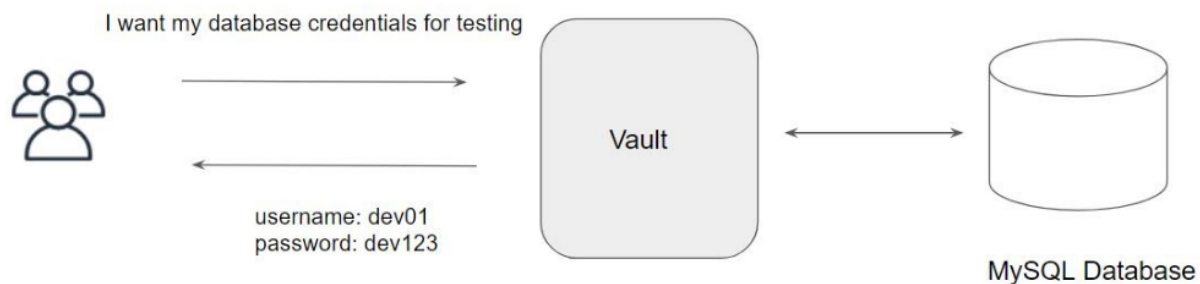 I want my database credentials for testing
Vault
username: dev01
password: dev123
MySQL Database